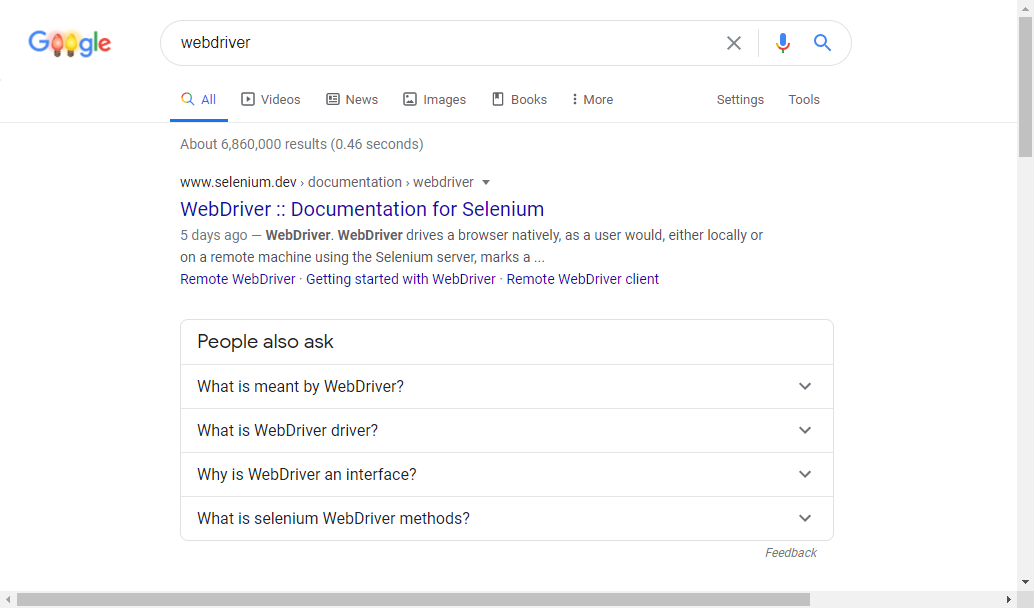 Google
webdriver
All Videos News Images Books More Settings Tools
About 6,860,000 results (0.46 seconds)
www.selenium.dev › documentation › webdriver
WebDriver :: Documentation for Selenium
5 days ago — WebDriver. WebDriver drives a browser natively, as a user would, either locally or
on a remote machine using the Selenium server, marks a ...
Remote WebDriver · Getting started with WebDriver · Remote WebDriver client
People also ask
What is meant by WebDriver?
What is WebDriver driver?
Why is WebDriver an interface?
What is selenium WebDriver methods?
Feedback